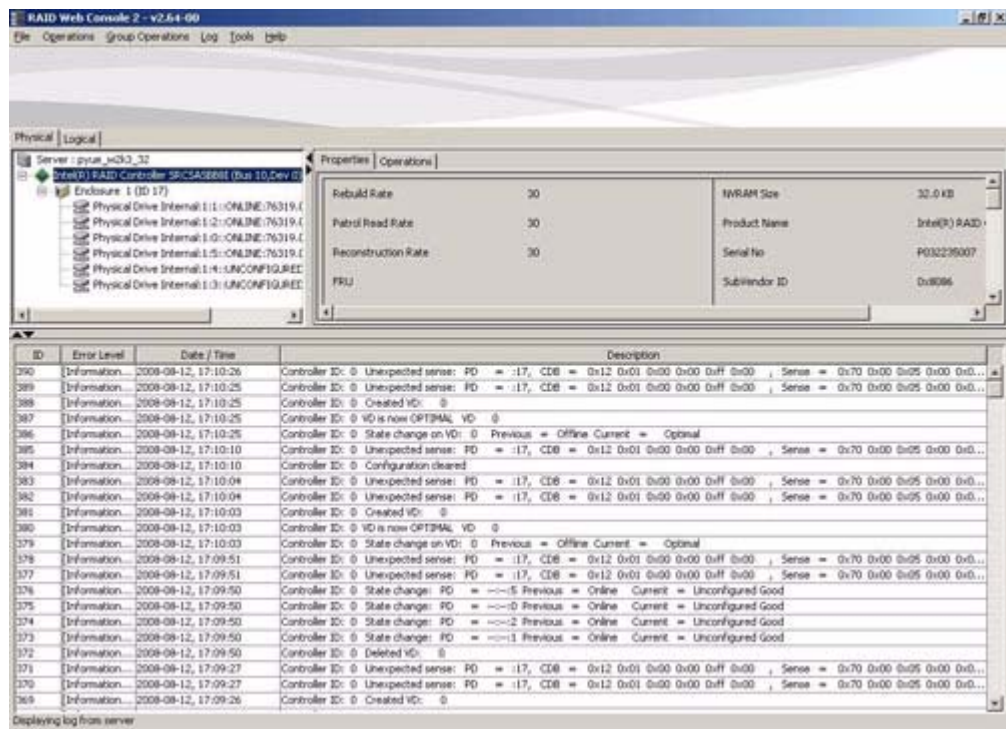 RAID Web Console 2 - v2.64-00
File Operations Group Operations Log Tools Help
Physical Logical
Server : pyue_w2k3_32
Intel(R) RAID Controller SRCSASBB8I (Bus 10,Dev 0)
Enclosure 1 (ID 17)
Physical Drive Internal:1:1::ONLINE:76319.0
Physical Drive Internal:1:2::ONLINE:76319.0
Physical Drive Internal:1:0::ONLINE:76319.0
Physical Drive Internal:1:5::ONLINE:76319.0
Physical Drive Internal:1:4::UNCONFIGURED
Physical Drive Internal:1:3::UNCONFIGURED
Properties Operations
Rebuild Rate 30 NVRAM Size 32.0 KB
Patrol Read Rate 30 Product Name Intel(R) RAID
Reconstruction Rate 30 Serial No P032235007
FRU SubVendor ID 0x8086
ID Error Level Date / Time Description
390 [Information... 2008-08-12, 17:10:26 Controller ID: 0 Unexpected sense: PD = :17, CDB = 0x12 0x01 0x00 0x00 0xff 0x00 , Sense = 0x70 0x00 0x05 0x00 0x0...
389 [Information... 2008-08-12, 17:10:25 Controller ID: 0 Unexpected sense: PD = :17, CDB = 0x12 0x01 0x00 0x00 0xff 0x00 , Sense = 0x70 0x00 0x05 0x00 0x0...
388 [Information... 2008-08-12, 17:10:25 Controller ID: 0 Created VD: 0
387 [Information... 2008-08-12, 17:10:25 Controller ID: 0 VD is now OPTIMAL VD 0
386 [Information... 2008-08-12, 17:10:25 Controller ID: 0 State change on VD: 0 Previous = Offline Current = Optimal
385 [Information... 2008-08-12, 17:10:10 Controller ID: 0 Unexpected sense: PD = :17, CDB = 0x12 0x01 0x00 0x00 0xff 0x00 , Sense = 0x70 0x00 0x05 0x00 0x0...
384 [Information... 2008-08-12, 17:10:10 Controller ID: 0 Configuration cleared
383 [Information... 2008-08-12, 17:10:04 Controller ID: 0 Unexpected sense: PD = :17, CDB = 0x12 0x01 0x00 0x00 0xff 0x00 , Sense = 0x70 0x00 0x05 0x00 0x0...
382 [Information... 2008-08-12, 17:10:04 Controller ID: 0 Unexpected sense: PD = :17, CDB = 0x12 0x01 0x00 0x00 0xff 0x00 , Sense = 0x70 0x00 0x05 0x00 0x0...
381 [Information... 2008-08-12, 17:10:03 Controller ID: 0 Created VD: 0
380 [Information... 2008-08-12, 17:10:03 Controller ID: 0 VD is now OPTIMAL VD 0
379 [Information... 2008-08-12, 17:10:03 Controller ID: 0 State change on VD: 0 Previous = Offline Current = Optimal
378 [Information... 2008-08-12, 17:09:51 Controller ID: 0 Unexpected sense: PD = :17, CDB = 0x12 0x01 0x00 0x00 0xff 0x00 , Sense = 0x70 0x00 0x05 0x00 0x0...
377 [Information... 2008-08-12, 17:09:51 Controller ID: 0 Unexpected sense: PD = :17, CDB = 0x12 0x01 0x00 0x00 0xff 0x00 , Sense = 0x70 0x00 0x05 0x00 0x0...
376 [Information... 2008-08-12, 17:09:50 Controller ID: 0 State change: PD = -:-:5 Previous = Online Current = Unconfigured Good
375 [Information... 2008-08-12, 17:09:50 Controller ID: 0 State change: PD = -:-:0 Previous = Online Current = Unconfigured Good
374 [Information... 2008-08-12, 17:09:50 Controller ID: 0 State change: PD = -:-:2 Previous = Online Current = Unconfigured Good
373 [Information... 2008-08-12, 17:09:50 Controller ID: 0 State change: PD = -:-:1 Previous = Online Current = Unconfigured Good
372 [Information... 2008-08-12, 17:09:50 Controller ID: 0 Deleted VD: 0
371 [Information... 2008-08-12, 17:09:27 Controller ID: 0 Unexpected sense: PD = :17, CDB = 0x12 0x01 0x00 0x00 0xff 0x00 , Sense = 0x70 0x00 0x05 0x00 0x0...
370 [Information... 2008-08-12, 17:09:27 Controller ID: 0 Unexpected sense: PD = :17, CDB = 0x12 0x01 0x00 0x00 0xff 0x00 , Sense = 0x70 0x00 0x05 0x00 0x0...
369 [Information... 2008-08-12, 17:09:26 Controller ID: 0 Created VD: 0
Displaying log from server